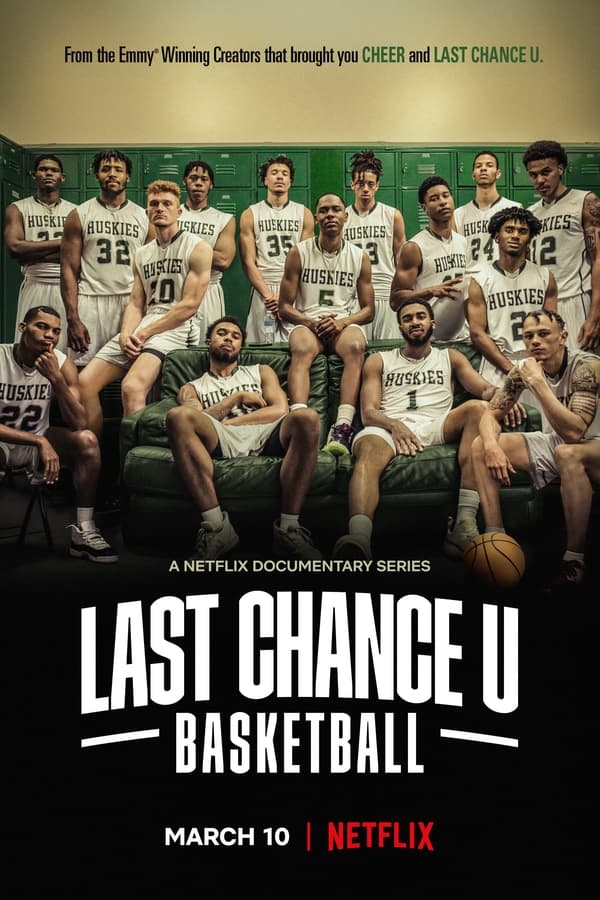 From the Emmy® Winning Creators that brought you CHEER and LAST CHANCE U.
HUSKIES
HUSKIES
32
HUSKIES
HUSKIES
10
HUSKIES
35
HUSKIES
5
HUSKIES
HUSKIES
HUSKIES
24
HUSKIES
12
HUSKIES
2
HUSKIES
22
HUSKIES
HUSKIES
1
A NETFLIX DOCUMENTARY SERIES
LAST CHANCE U
BASKETBALL
MARCH 10 | NETFLIX